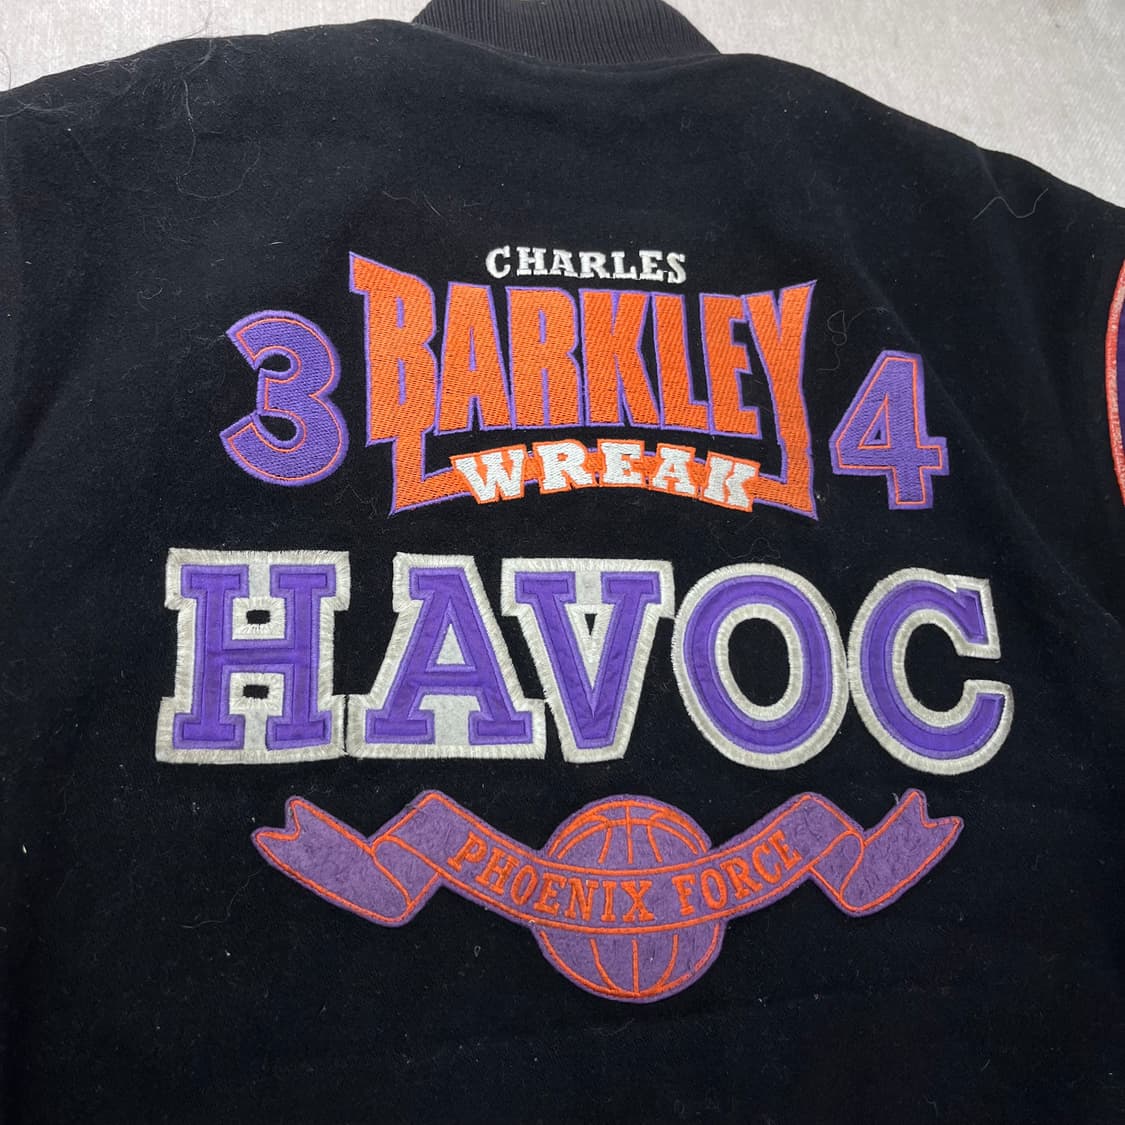 CHARLES
3 BARKLEY 4
WREAK
HAVOC
PHOENIX FORCE